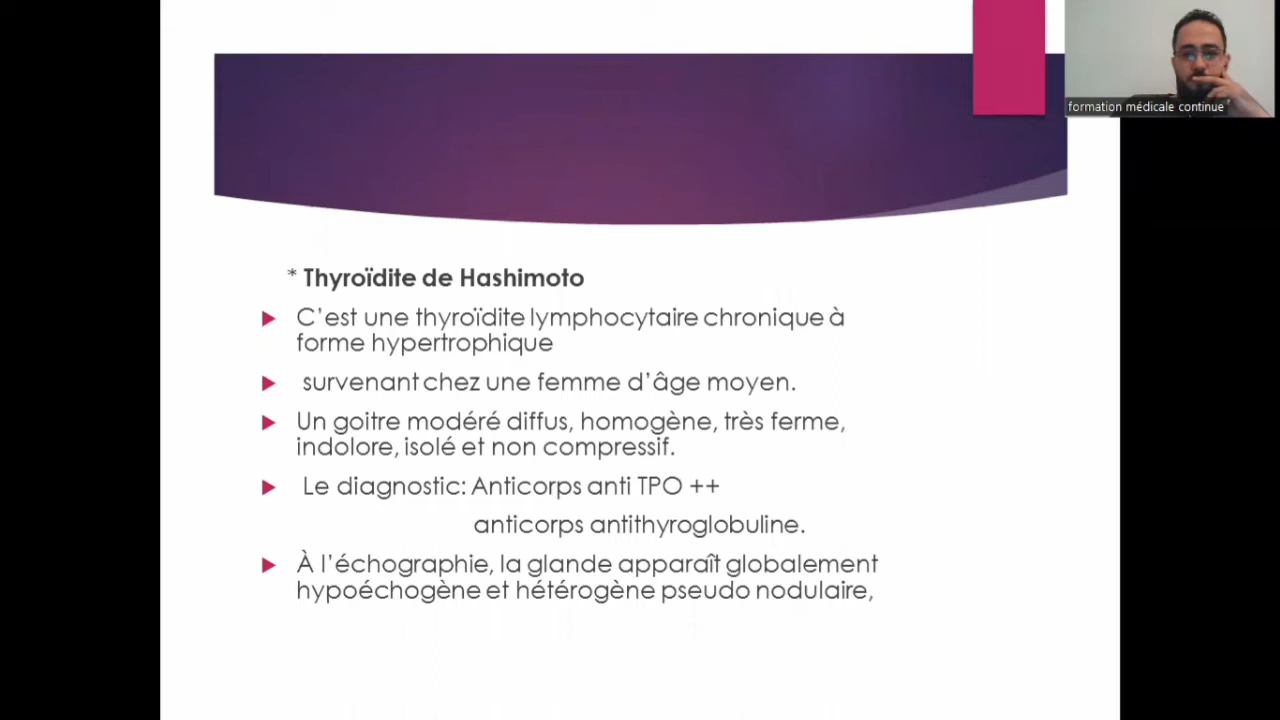 formation médicale continue
* Thyroïdite de Hashimoto
C’est une thyroïdite lymphocytaire chronique à
forme hypertrophique
survenant chez une femme d’âge moyen.
Un goitre modéré diffus, homogène, très ferme,
indolore, isolé et non compressif.
Le diagnostic: Anticorps anti TPO ++
anticorps antithyroglobuline.
À l’échographie, la glande apparaît globalement
hypoéchogène et hétérogène pseudo nodulaire,